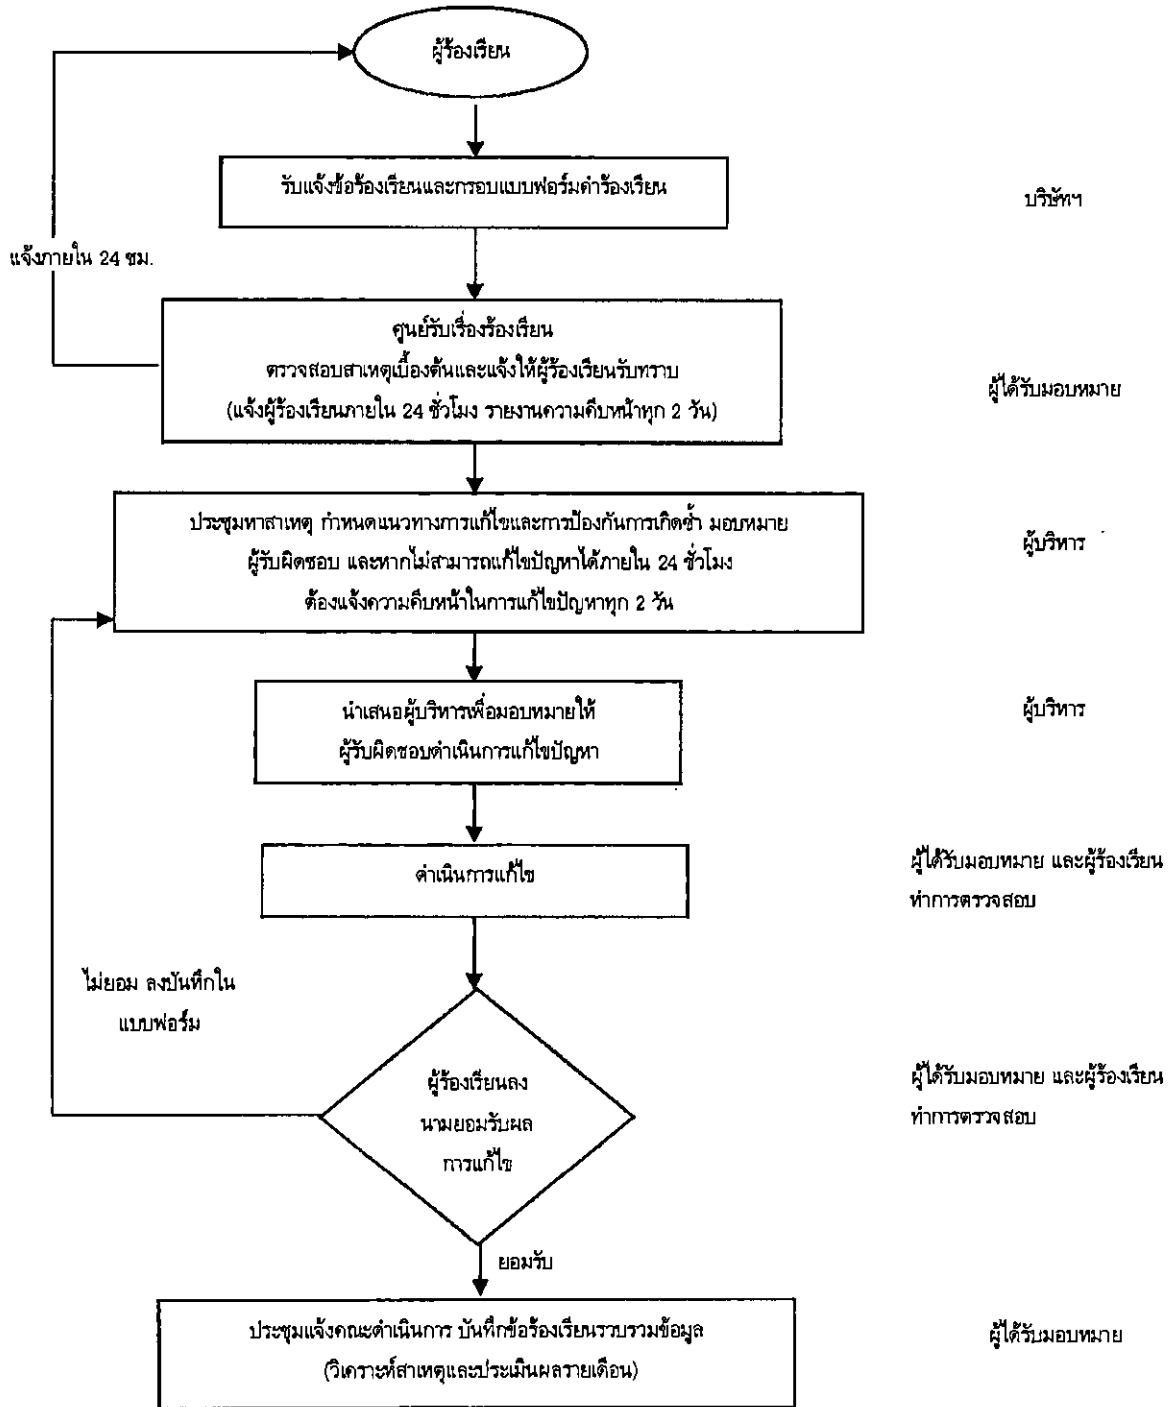 ผู้ร้องเรียน
รับแจ้งข้อร้องเรียนและกรอบแบบฟอร์มคำร้องเรียน
บริษัทฯ
แจ้งภายใน 24 ชม.
ศูนย์รับเรื่องร้องเรียน
ตรวจสอบสาเหตุเบื้องต้นและแจ้งให้ผู้ร้องเรียนรับทราบ
(แจ้งผู้ร้องเรียนภายใน 24 ชั่วโมง รายงานความคืบหน้าทุก 2 วัน)
ผู้ได้รับมอบหมาย
ประชุมหาสาเหตุ กำหนดแนวทางการแก้ไขและการป้องกันการเกิดซ้ำ มอบหมาย
ผู้รับผิดชอบ และหากไม่สามารถแก้ไขปัญหาได้ภายใน 24 ชั่วโมง
ต้องแจ้งความคืบหน้าในการแก้ไขปัญหาทุก 2 วัน
ผู้บริหาร
นำเสนอผู้บริหารเพื่อมอบหมายให้
ผู้รับผิดชอบดำเนินการแก้ไขปัญหา
ผู้บริหาร
ดำเนินการแก้ไข
ผู้ได้รับมอบหมาย และผู้ร้องเรียน
ทำการตรวจสอบ
ไม่ยอม ลงบันทึกใน
แบบฟอร์ม
ผู้ร้องเรียนลง
นามยอมรับผล
การแก้ไข
ผู้ได้รับมอบหมาย และผู้ร้องเรียน
ทำการตรวจสอบ
ยอมรับ
ประชุมแจ้งคณะดำเนินการ บันทึกข้อร้องเรียนรวบรวมข้อมูล
(วิเคราะห์สาเหตุและประเมินผลรายเดือน)
ผู้ได้รับมอบหมาย